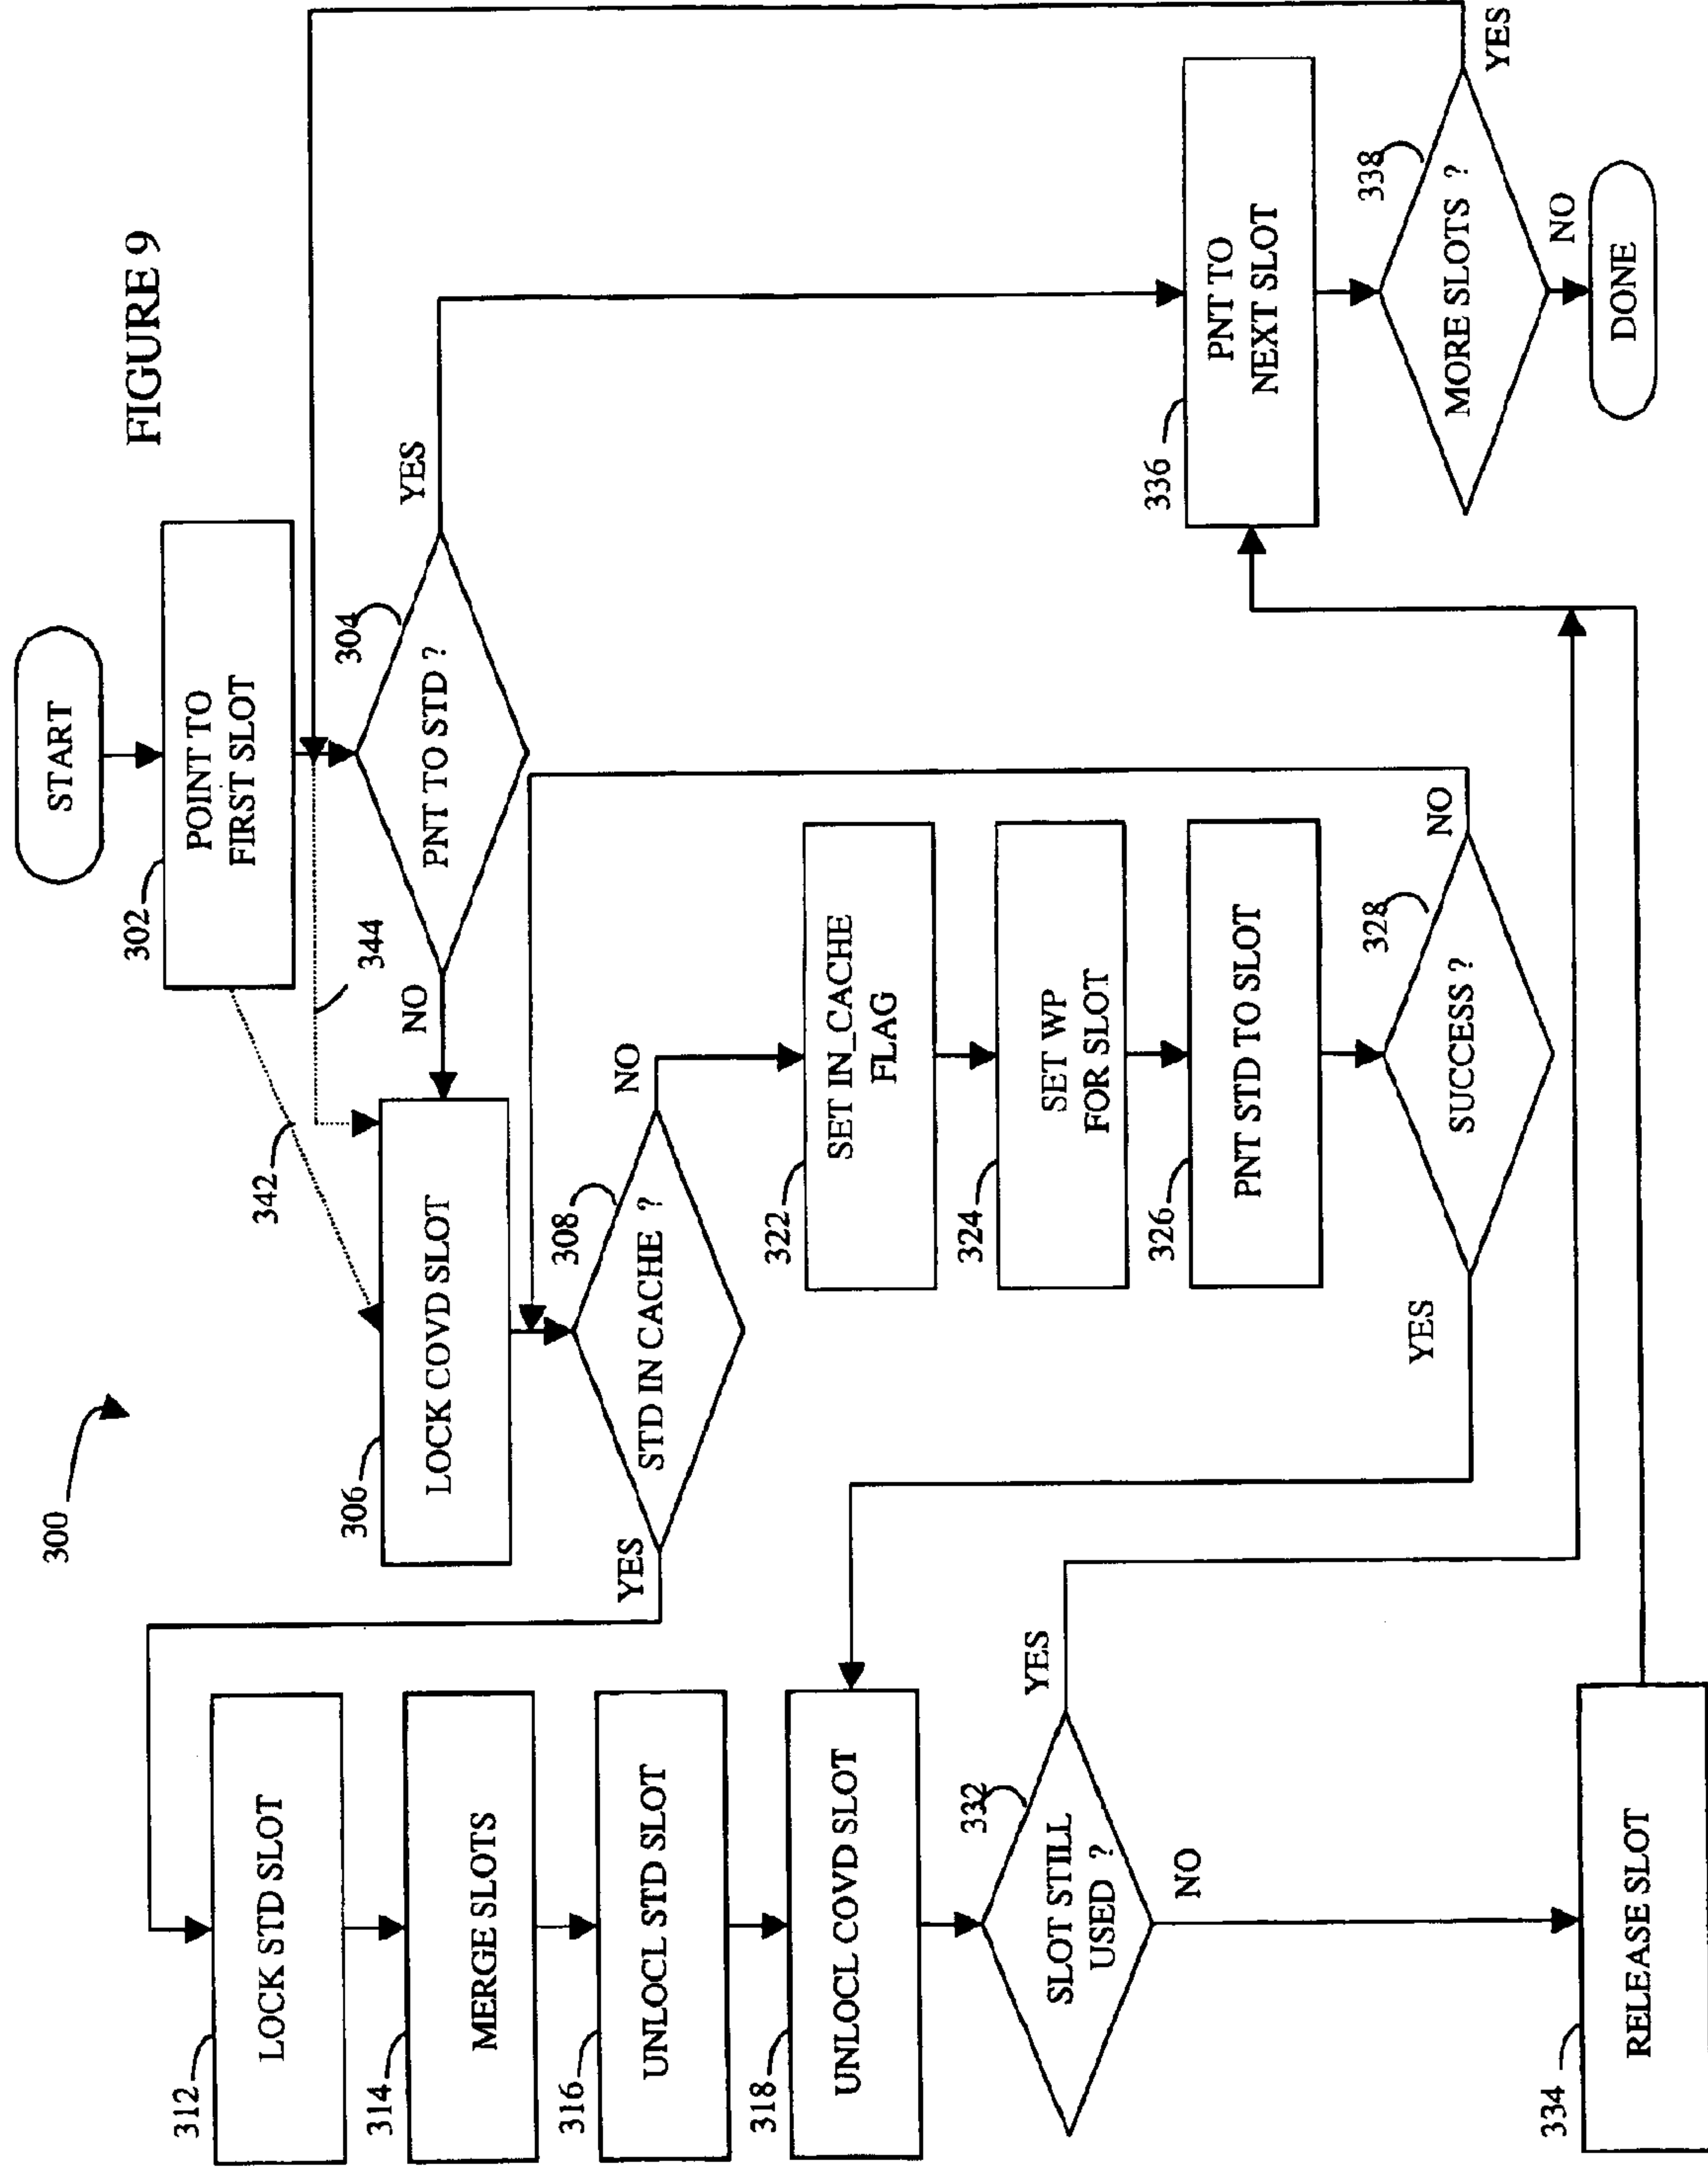 FIGURE 9
300
START
302
POINT TO
FIRST SLOT
342
344
304
PNT TO STD ?
YES
NO
306
LOCK COVD SLOT
308
STD IN CACHE ?
YES
NO
312
LOCK STD SLOT
314
MERGE SLOTS
316
UNLOCL STD SLOT
318
UNLOCL COVD SLOT
322
SET IN_CACHE
FLAG
324
SET WP
FOR SLOT
326
PNT STD TO SLOT
328
SUCCESS ?
YES
NO
332
SLOT STILL
USED ?
YES
NO
334
RELEASE SLOT
336
PNT TO
NEXT SLOT
338
MORE SLOTS ?
YES
NO
DONE